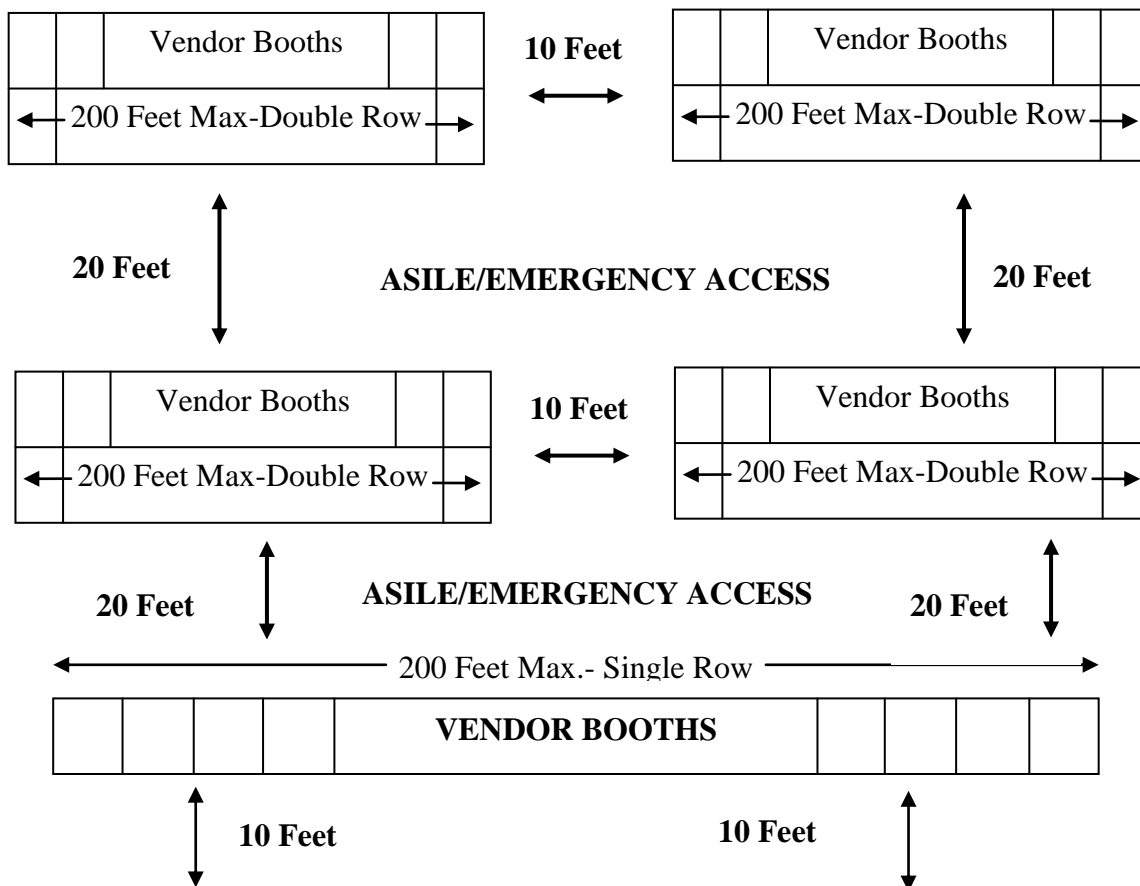 Vendor Booths
10 Feet
Vendor Booths
200 Feet Max-Double Row
200 Feet Max-Double Row
20 Feet
ASILE/EMERGENCY ACCESS
20 Feet
Vendor Booths
10 Feet
Vendor Booths
200 Feet Max-Double Row
200 Feet Max-Double Row
20 Feet
ASILE/EMERGENCY ACCESS
20 Feet
200 Feet Max.- Single Row
VENDOR BOOTHS
10 Feet
10 Feet